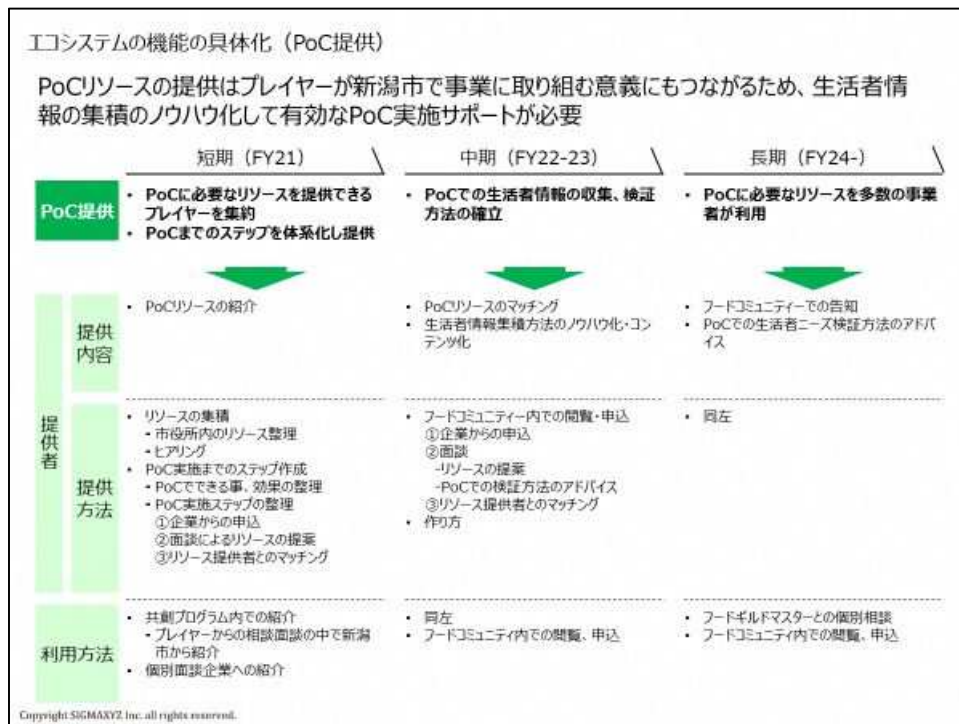 エコシステムの機能の具体化（PoC提供）
PoCリソースの提供はプレイヤーが新潟市で事業に取り組む意義にもつながるため、生活者情
報の集積のノウハウ化して有効なPoC実施サポートが必要
短期（FY21）
中期（FY22-23）
長期（FY24-）
PoC提供
• PoCに必要なリソースを提供できる
プレイヤーを集約
• PoCまでのステップを体系化し提供
• PoCでの生活者情報の収集、検証
方法の確立
• PoCに必要なリソースを多数の事業
者が利用
提供者
提供
内容
• PoCリソースの紹介
• PoCリソースのマッチング
• 生活者情報集積方法のノウハウ化・コン
テンツ化
• フードコミュニティーでの告知
• PoCでの生活者ニーズ検証方法のアドバ
イス
提供
方法
• リソースの集積
- 市役所内のリソース整理
- ヒアリング
• PoC実施までのステップ作成
- PoCでできる事、効果の整理
- PoC実施ステップの整理
①企業からの申込
②面談によるリソースの提案
③リソース提供者とのマッチング
• フードコミュニティー内での閲覧・申込
①企業からの申込
②面談
-リソースの提案
-PoCでの検証方法のアドバイス
③リソース提供者とのマッチング
• 作り方
• 同左
利用方法
• 共創プログラム内での紹介
- プレイヤーからの相談面談の中で新潟
市から紹介
• 個別面談企業への紹介
• 同左
• フードコミュニティ内での閲覧、申込
• フードギルドマスターとの個別相談
• フードコミュニティ内での閲覧、申込
Copyright SIGMAXYZ Inc. all rights reserved.